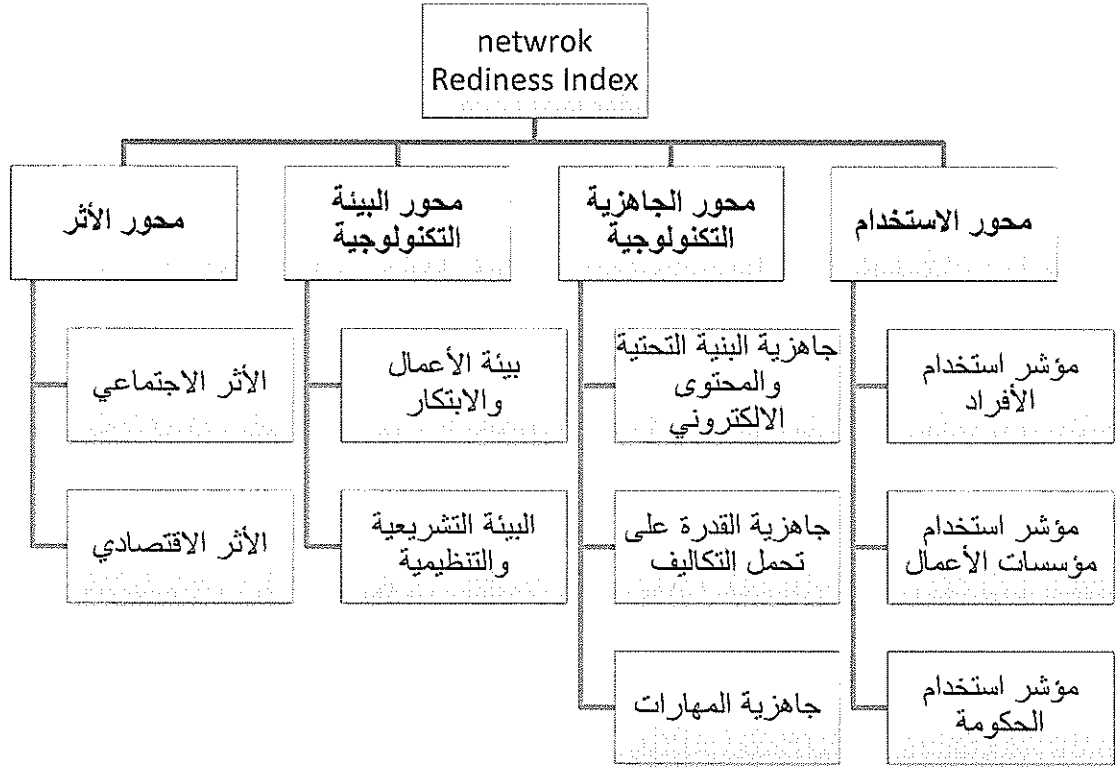 netwrok
Rediness Index
محور الاستخدام
محور الجاهزية
التكنولوجية
محور البيئة
التكنولوجية
محور الأثر
مؤشر استخدام
الأفراد
جاهزية البنية التحتية
والمحتوى
الالكتروني
بيئة الأعمال
والابتكار
الأثر الاجتماعي
مؤشر استخدام
مؤسسات الأعمال
جاهزية القدرة على
تحمل التكاليف
البيئة التشريعية
والتنظيمية
الأثر الاقتصادي
مؤشر استخدام
الحكومة
جاهزية المهارات